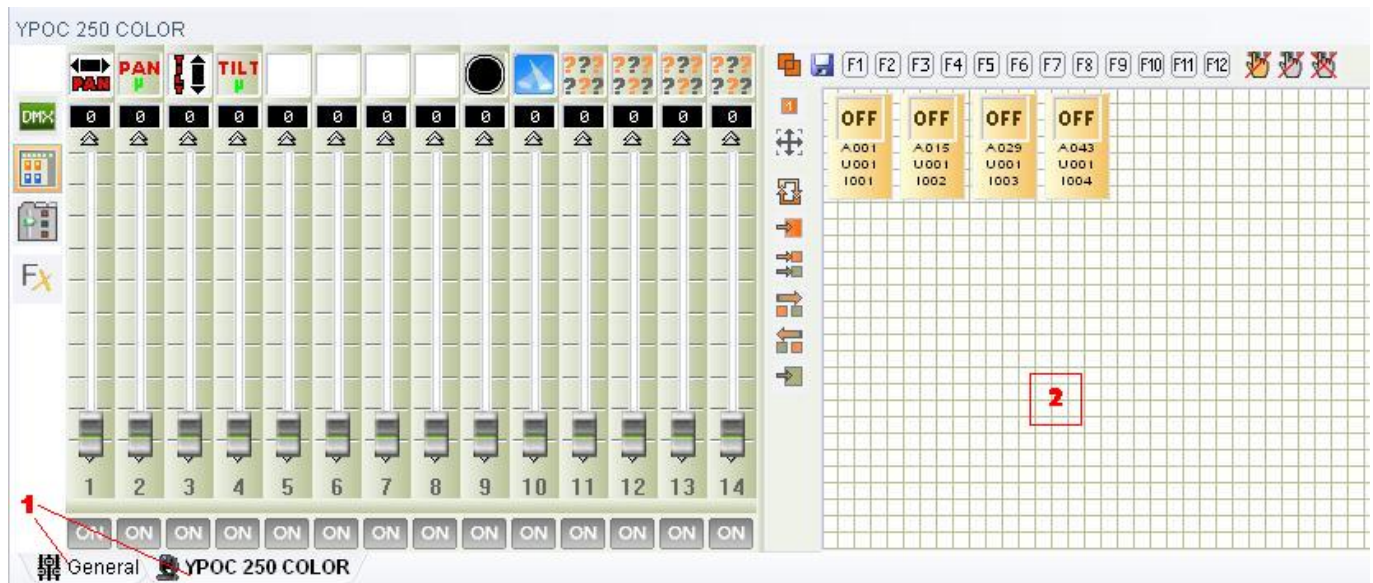 YPOC 250 COLOR
PAN PAN µ TILT µ ??? ??? ??? ??? ??? ??? ??? ???
F1 F2 F3 F4 F5 F6 F7 F8 F9 F10 F11 F12
DMX 0 0 0 0 0 0 0 0 0 0 0 0 0 0
1
OFF OFF OFF OFF
A001 A015 A029 A043
U001 U001 U001 U001
I001 I002 I003 I004
Fx
2
1 2 3 4 5 6 7 8 9 10 11 12 13 14
1
ON ON ON ON ON ON ON ON ON ON ON ON ON ON
General YPOC 250 COLOR